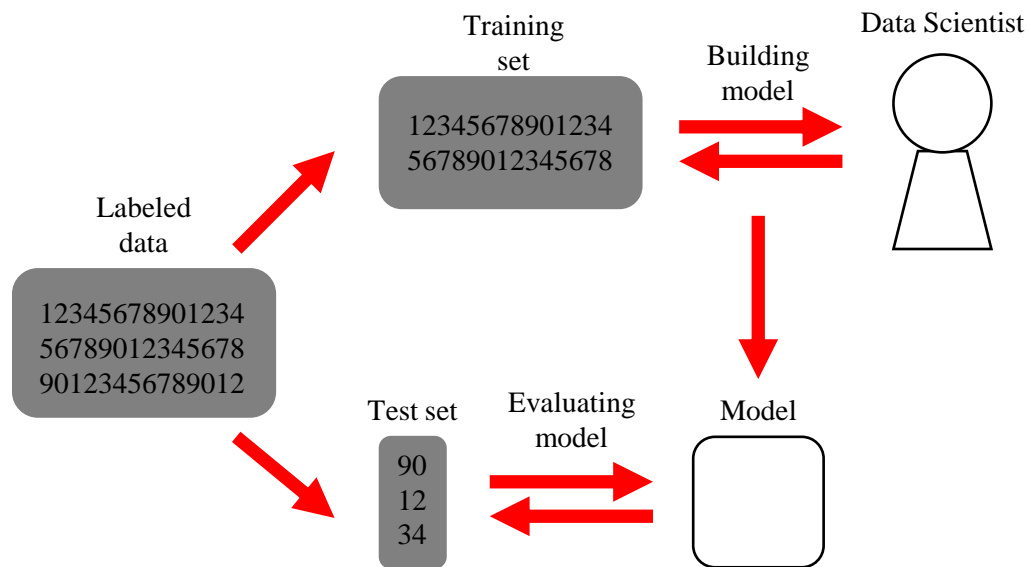 Labeled
data
12345678901234
56789012345678
90123456789012
Training
set
12345678901234
56789012345678
Building
model
Data Scientist
Test set
90
12
34
Evaluating
model
Model